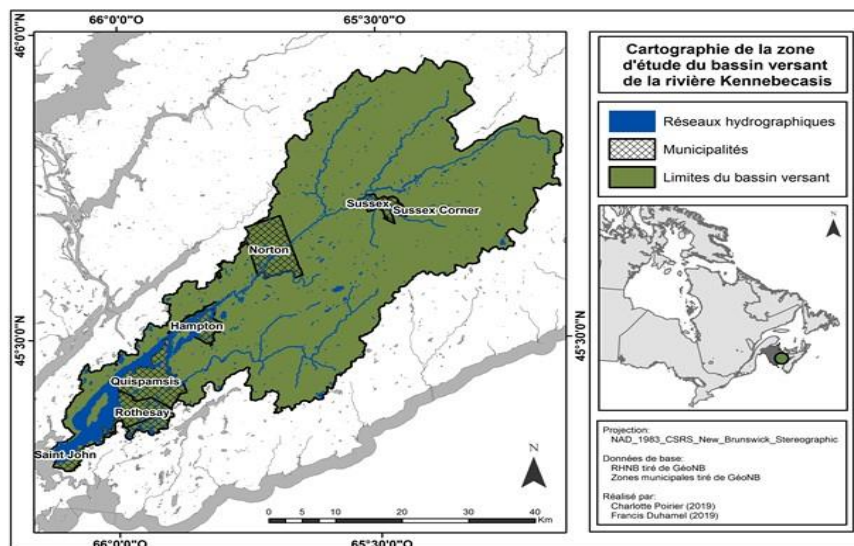 66°0'0"O
65°30'0"O
46°0'0"N
46°0'0"N
45°30'0"N
45°30'0"N
Sussex
Sussex Corner
Norton
Hampton
Quispamsis
Rothesay
Saint John
N
0
5
10
20
30
40
Km
66°0'0"O
65°30'0"O
Cartographie de la zone
d'étude du bassin versant
de la rivière Kennebecasis
Réseaux hydrographiques
Municipalités
Limites du bassin versant
N
Projection:
NAD_1983_CSRS_New_Brunswick_Stereographic
Données de base:
RHNB tiré de GéoNB
Zones municipales tiré de GéoNB
Réalisé par:
Charlotte Poirier (2019)
Francis Duhamel (2019)